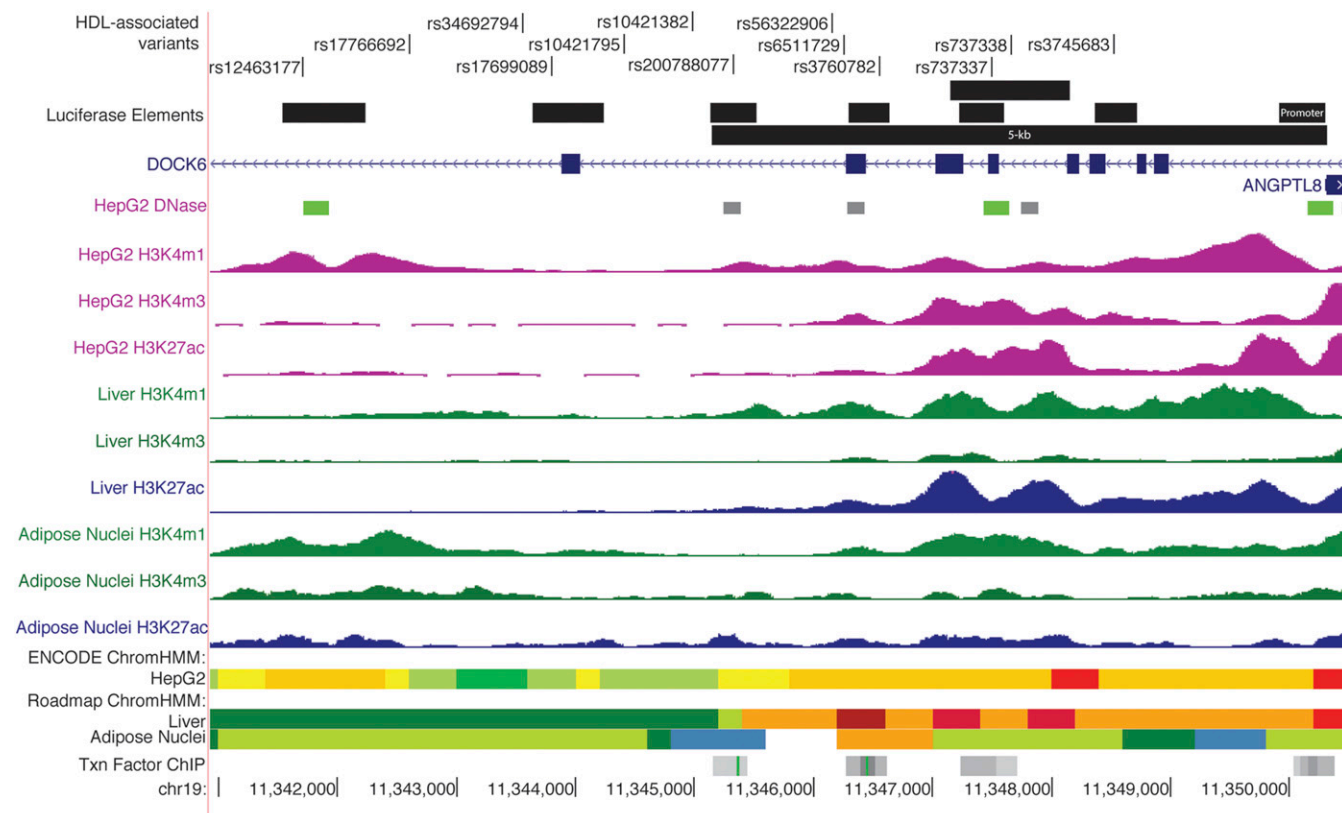 HDL-associated
variants
rs34692794
rs10421382
rs56322906
rs17766692
rs10421795
rs6511729
rs737338
rs3745683
rs12463177
rs17699089
rs200788077
rs3760782
rs737337
Luciferase Elements
Promoter
5-kb
DOCK6
ANGPTL8
HepG2 DNase
HepG2 H3K4m1
HepG2 H3K4m3
HepG2 H3K27ac
Liver H3K4m1
Liver H3K4m3
Liver H3K27ac
Adipose Nuclei H3K4m1
Adipose Nuclei H3K4m3
Adipose Nuclei H3K27ac
ENCODE ChromHMM:
HepG2
Roadmap ChromHMM:
Liver
Adipose Nuclei
Txn Factor ChIP
chr19: 11,342,000 11,343,000 11,344,000 11,345,000 11,346,000 11,347,000 11,348,000 11,349,000 11,350,000